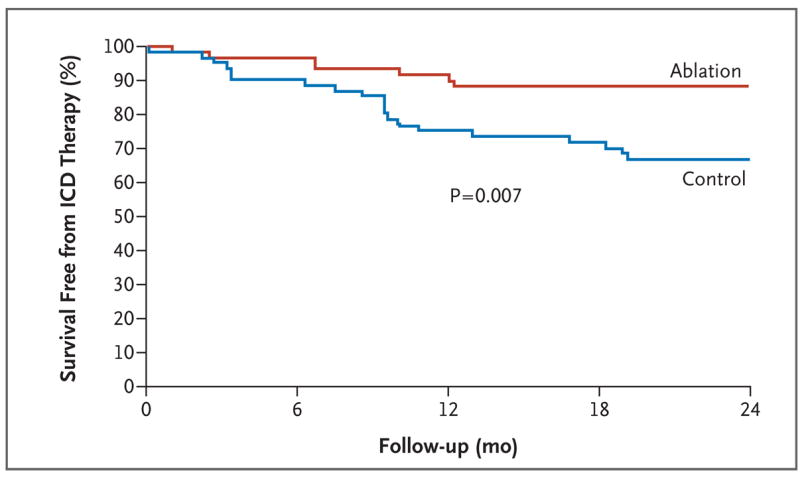 Survival Free from ICD Therapy (%)
100
90
80
70
60
50
40
30
20
10
0
Ablation
Control
P=0.007
0 6 12 18 24
Follow-up (mo)